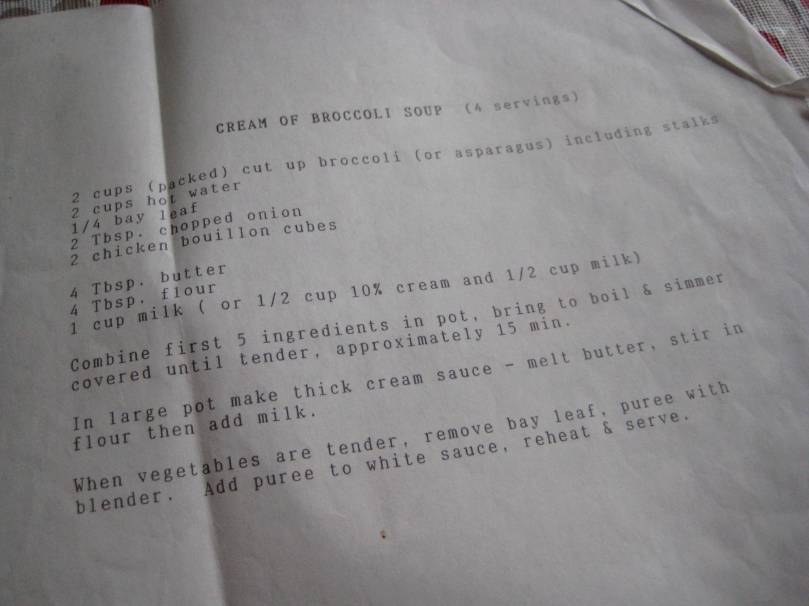 CREAM OF BROCCOLI SOUP (4 servings)
2 cups (packed) cut up broccoli (or asparagus) including stalks
2 cups hot water
1/4 bay leaf
2 Tbsp. chopped onion
2 chicken bouillon cubes
4 Tbsp. butter
4 Tbsp. flour
1 cup milk ( or 1/2 cup 10% cream and 1/2 cup milk)
Combine first 5 ingredients in pot, bring to boil & simmer
covered until tender, approximately 15 min.
In large pot make thick cream sauce - melt butter, stir in
flour then add milk.
When vegetables are tender, remove bay leaf, puree with
blender. Add puree to white sauce, reheat & serve.